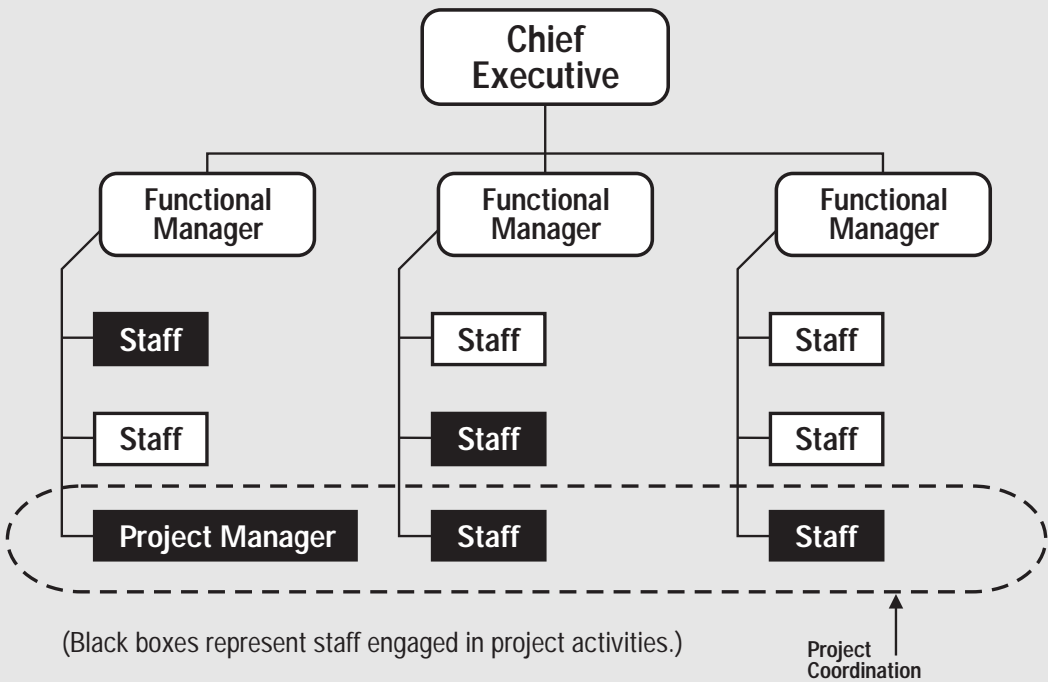 Chief
Executive
Functional
Manager
Functional
Manager
Functional
Manager
Staff
Staff
Staff
Staff
Staff
Staff
Project Manager
Staff
Staff
(Black boxes represent staff engaged in project activities.)
Project
Coordination